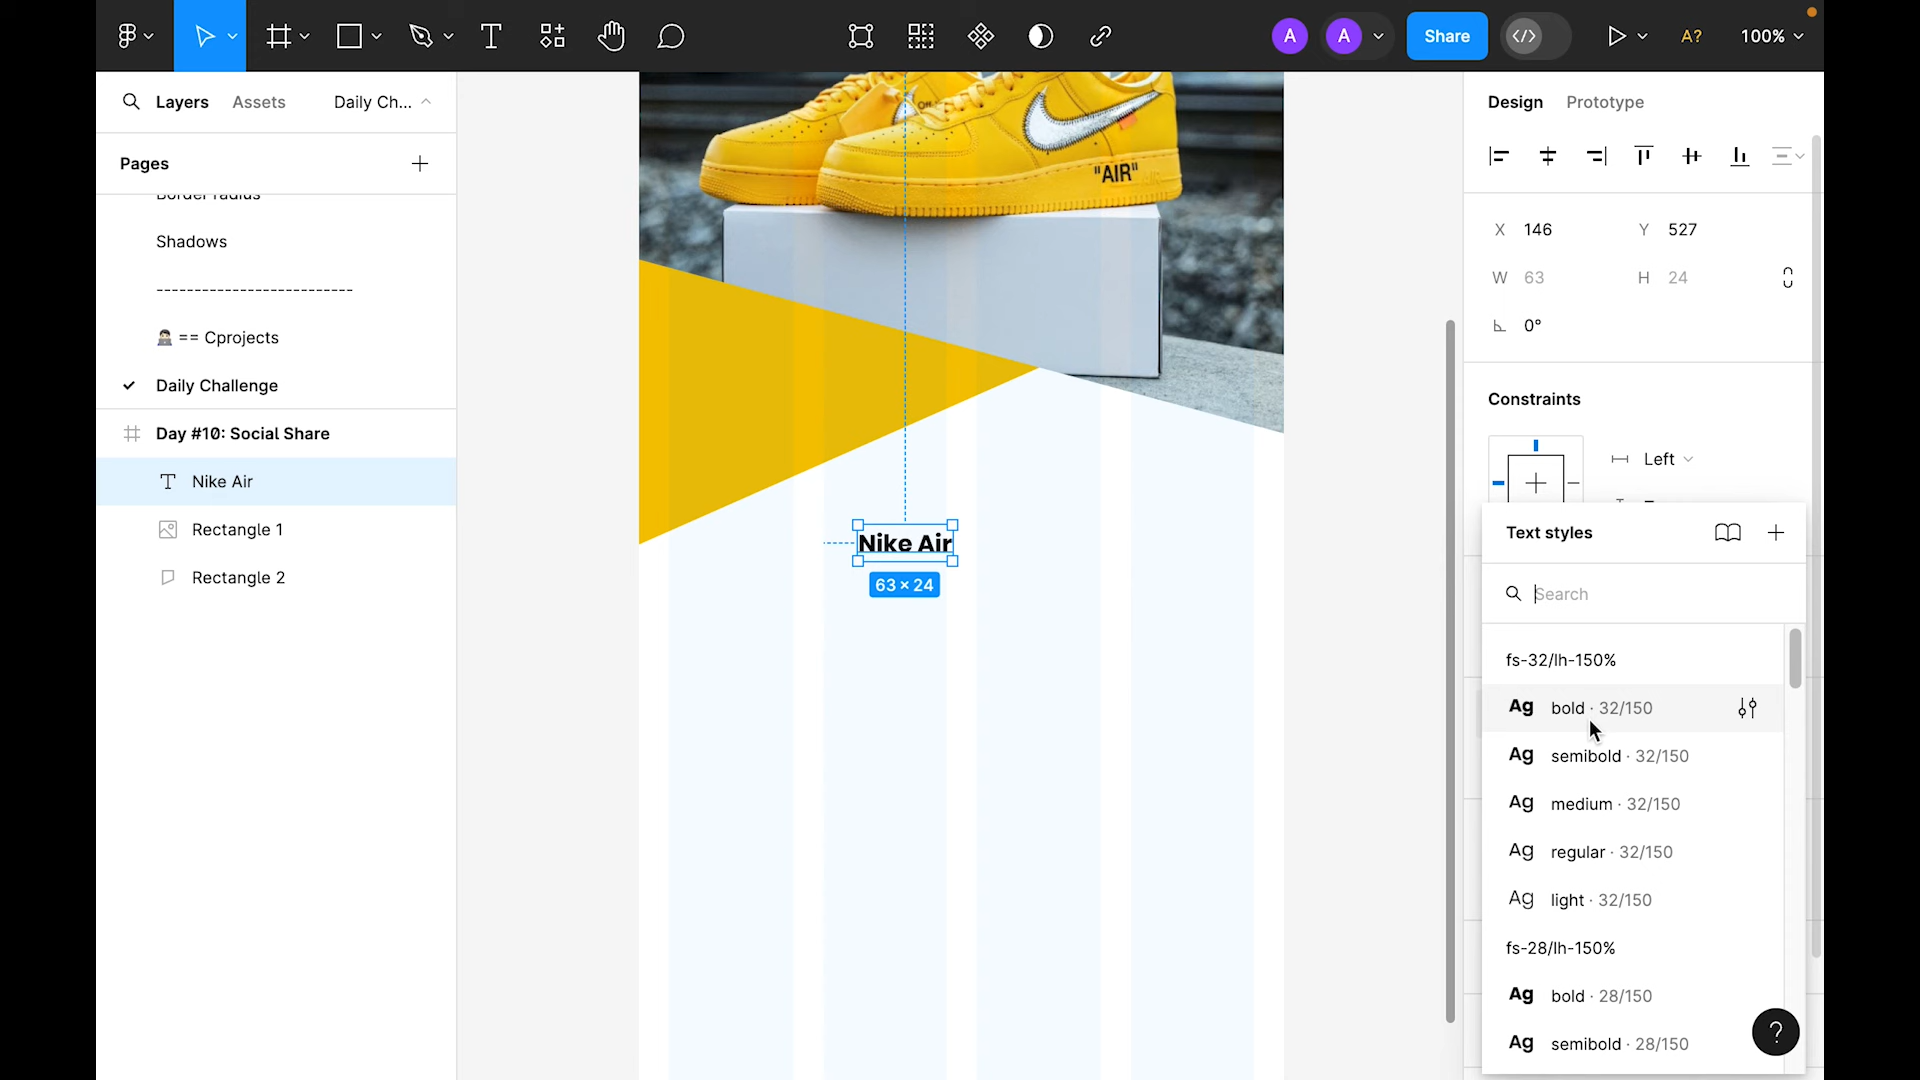 A
A
Share
A?
100%
Layers
Assets
Daily Ch...
Pages
Border radius
Shadows
--------------------------
== Cprojects
Daily Challenge
Day #10: Social Share
Nike Air
Rectangle 1
Rectangle 2
"AIR"
Nike Air
63 × 24
Design
Prototype
X 146
Y 527
W 63
H 24
0°
Constraints
Left
Text styles
Search
fs-32/lh-150%
Ag bold · 32/150
Ag semibold · 32/150
Ag medium · 32/150
Ag regular · 32/150
Ag light · 32/150
fs-28/lh-150%
Ag bold · 28/150
Ag semibold · 28/150
?